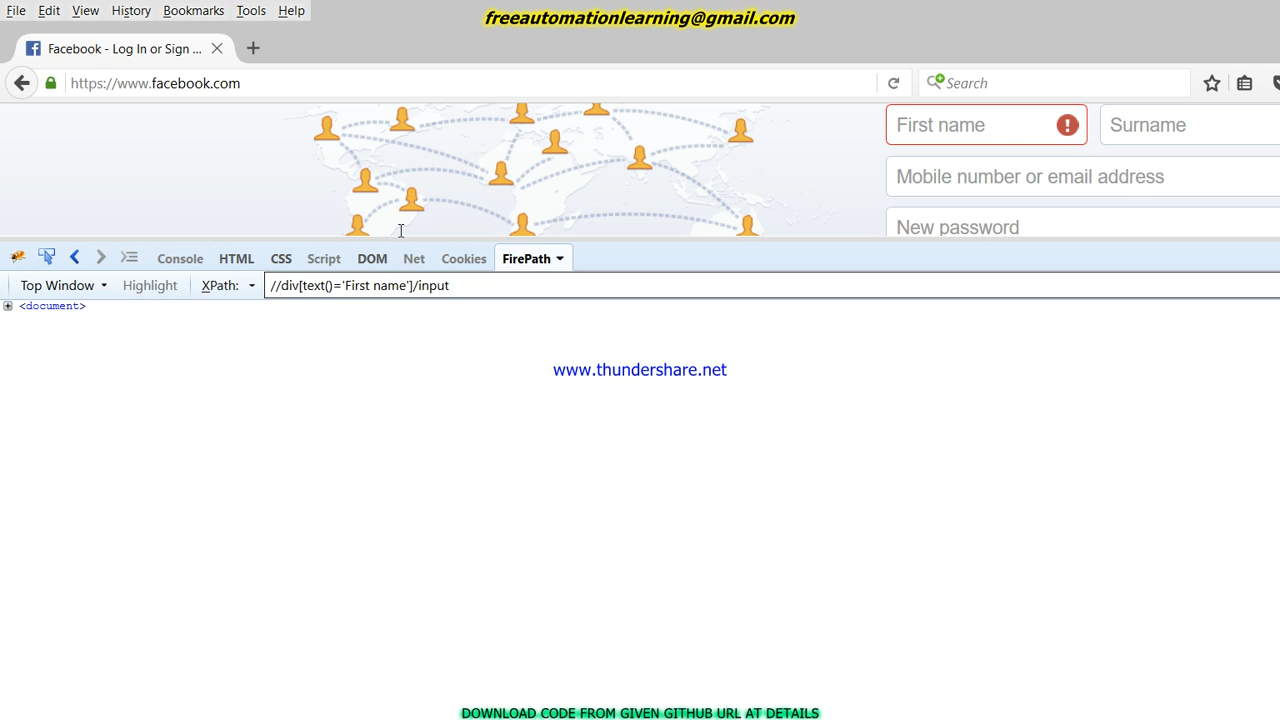 File Edit View History Bookmarks Tools Help
freeautomationlearning@gmail.com
Facebook - Log In or Sign ...
https://www.facebook.com
Search
First name
Surname
Mobile number or email address
New password
Console HTML CSS Script DOM Net Cookies FirePath
Top Window Highlight XPath: //div[text()='First name']/input
<document>
www.thundershare.net
DOWNLOAD CODE FROM GIVEN GITHUB URL AT DETAILS